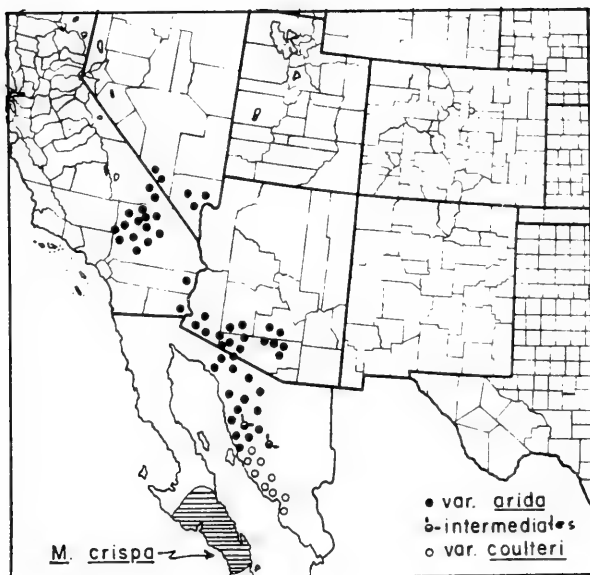 var. arida
intermediates
var. coulteri
M. crispa